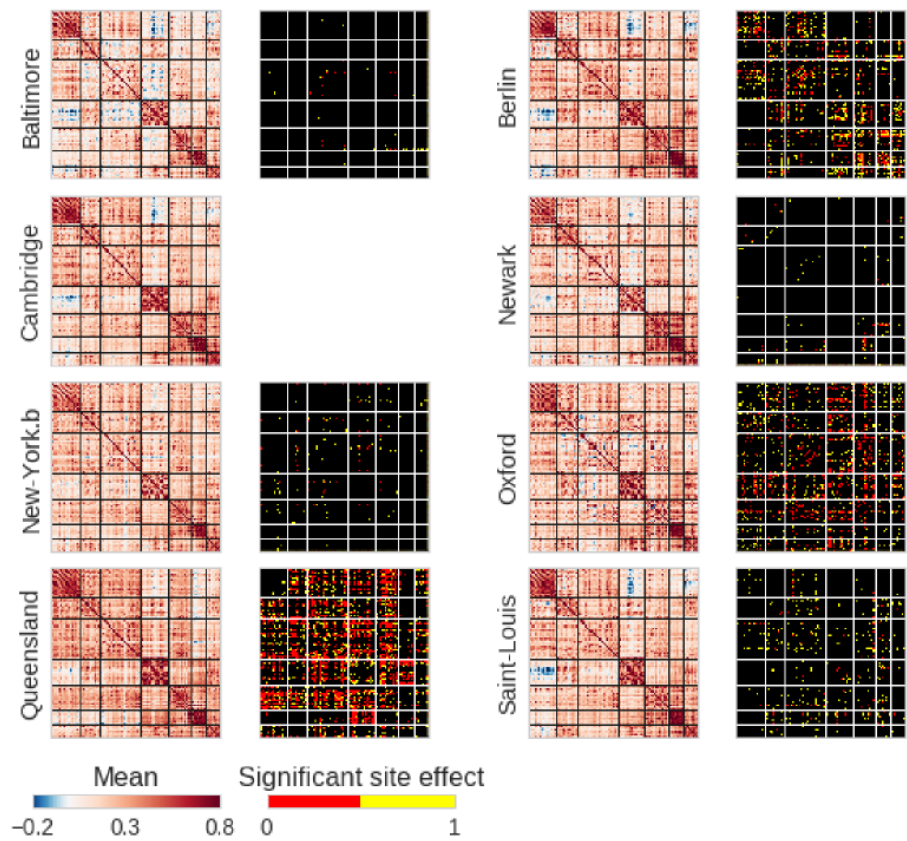 Baltimore
Berlin
Cambridge
Newark
New-York.b
Oxford
Queensland
Saint-Louis
Mean
Significant site effect
−0.2 0.3 0.8
0 1